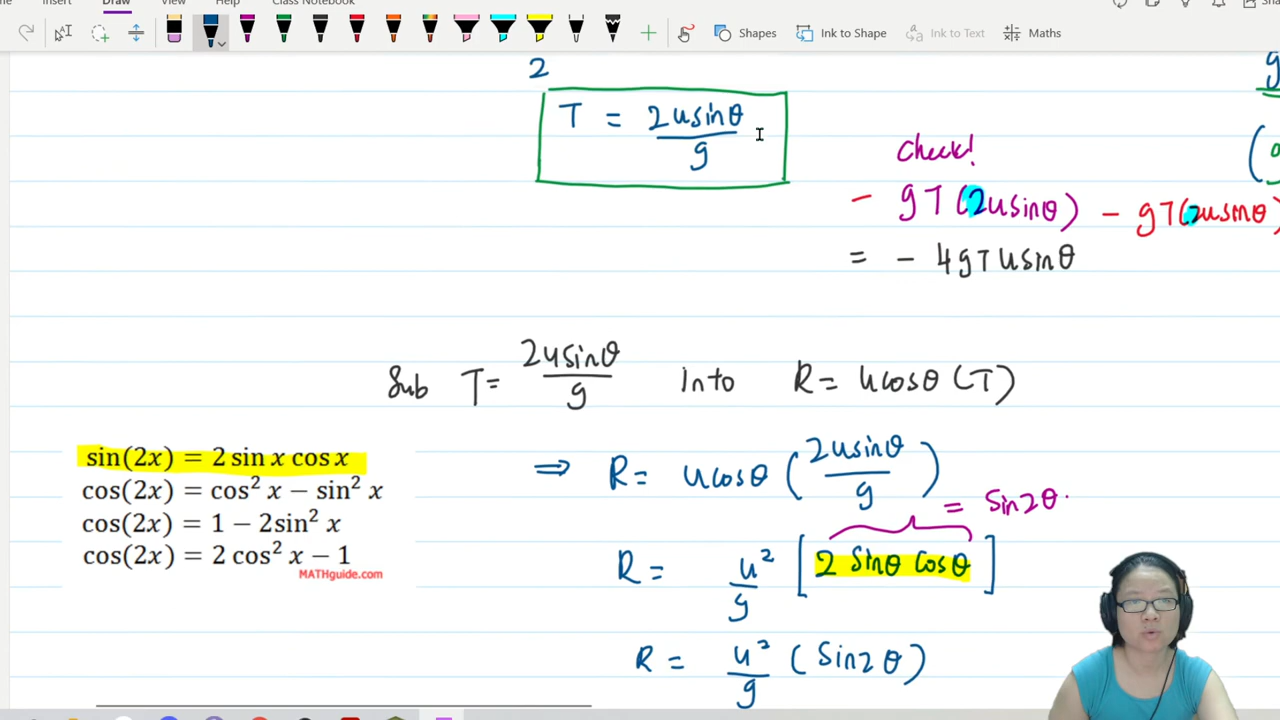 Insert Draw View Help Class Notebook
Shapes Ink to Shape Ink to Text Maths
2
T = 2usinθ / g
Check!
- gT(2usinθ) - gT(2usinθ)
= - 4gTusinθ
Sub T= 2usinθ / g into R= ucosθ(T)
sin(2x) = 2 sin x cos x
cos(2x) = cos² x − sin² x
cos(2x) = 1 − 2sin² x
cos(2x) = 2 cos² x − 1
MATHguide.com
⇒ R= ucosθ ( 2usinθ / g )
= Sin2θ
R= u² / g [ 2 Sinθ Cosθ ]
R= u² / g ( Sin2θ )